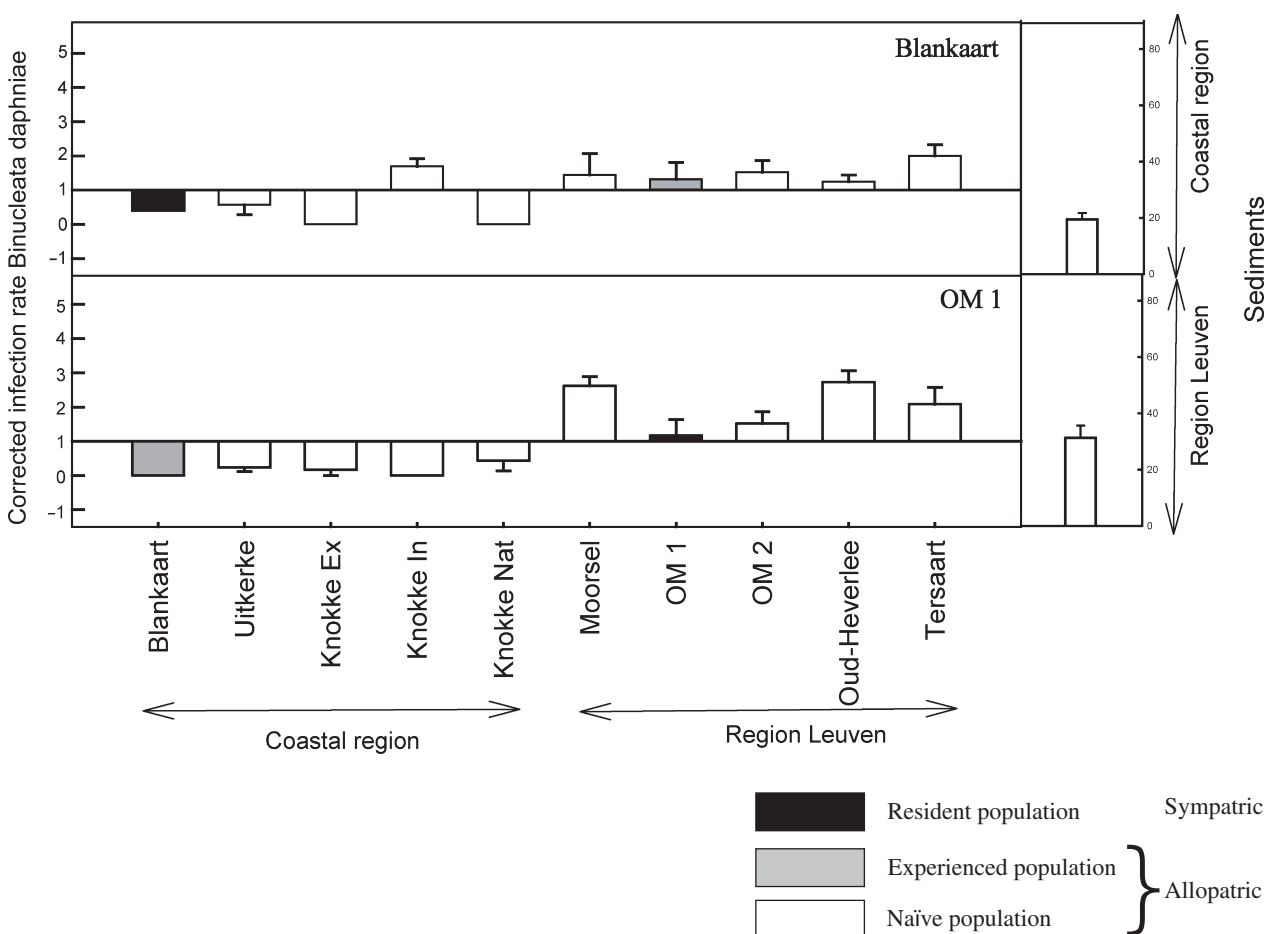 Corrected infection rate Binucleata daphniae
Blankaart
5
4
3
2
1
0
−1
80
60
40
20
0
Coastal region
OM 1
5
4
3
2
1
0
−1
80
60
40
20
0
Region Leuven
Sediments
Blankaart
Uitkerke
Knokke Ex
Knokke In
Knokke Nat
Moorsel
OM 1
OM 2
Oud-Heverlee
Tersaart
Coastal region
Region Leuven
Resident population Sympatric
Experienced population
Allopatric
Naïve population